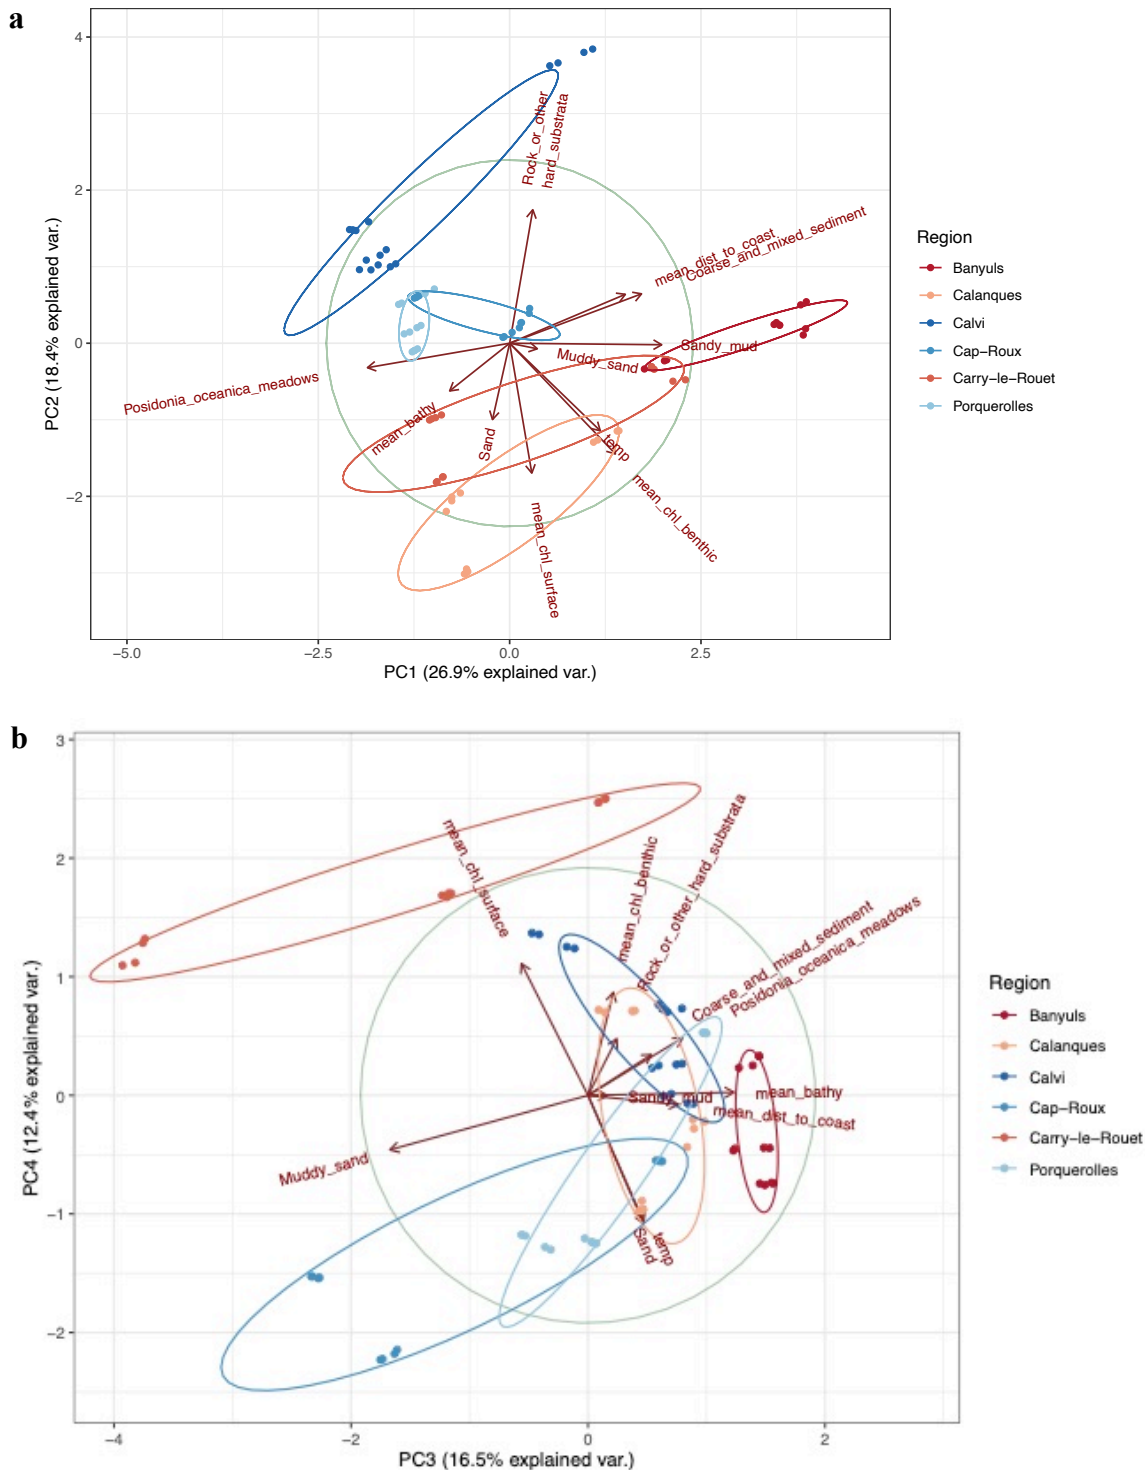 a
4
2
0
−2
PC2 (18.4% explained var.)
−5.0
−2.5
0.0
2.5
PC1 (26.9% explained var.)
Rock_or_other
hard_substrata
mean_dist_to_coast
Coarse_and_mixed_sediment
Sandy_mud
Muddy_sand
Posidonia_oceanica_meadows
mean_bathy
Sand
temp
mean_chl_benthic
mean_chl_surface
Region
Banyuls
Calanques
Calvi
Cap−Roux
Carry−le−Rouet
Porquerolles
b
3
2
1
0
−1
−2
PC4 (12.4% explained var.)
−4
−2
0
2
PC3 (16.5% explained var.)
mean_chl_surface
mean_chl_benthic
Rock_or_other_hard_substrata
Coarse_and_mixed_sediment
Posidonia_oceanica_meadows
Sandy_mud
mean_bathy
mean_dist_to_coast
Muddy_sand
Sand
temp
Region
Banyuls
Calanques
Calvi
Cap−Roux
Carry−le−Rouet
Porquerolles